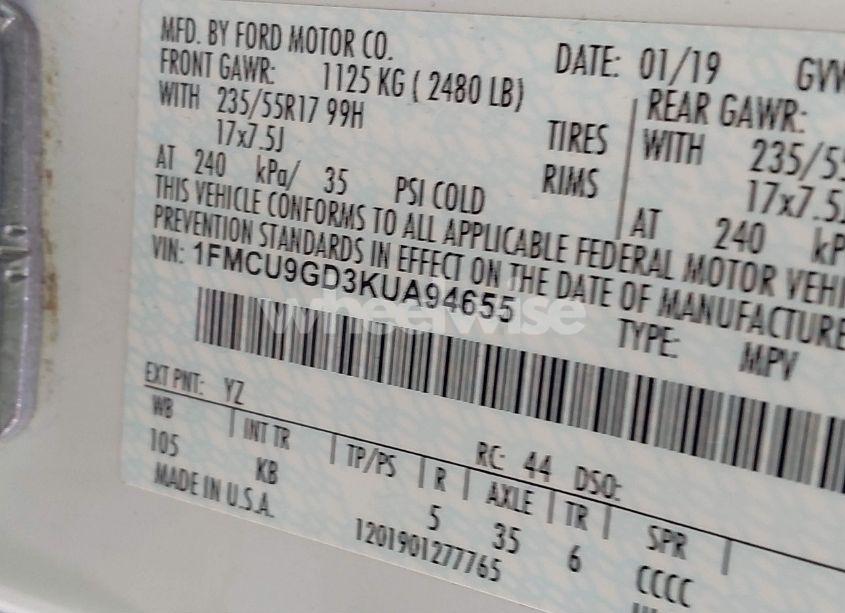 MFD. BY FORD MOTOR CO.
DATE: 01/19
FRONT GAWR: 1125 KG ( 2480 LB)
REAR GAWR:
WITH 235/55R17 99H TIRES
WITH
17x7.5J RIMS
17x7.5J
AT 240 kPa/ 35 PSI COLD
AT 240
THIS VEHICLE CONFORMS TO ALL APPLICABLE FEDERAL MOTOR
PREVENTION STANDARDS IN EFFECT ON THE DATE OF MANUFACTURE
VIN: 1FMCU9GD3KUA94655
TYPE: MPV
wheelwise
EXT PNT: YZ
RC: 44 DSO:
WB | INT TR | TP/PS | R | AXLE | TR | SPR |
105 KB 5 35 6 CCCC
MADE IN U.S.A.
1201901277765